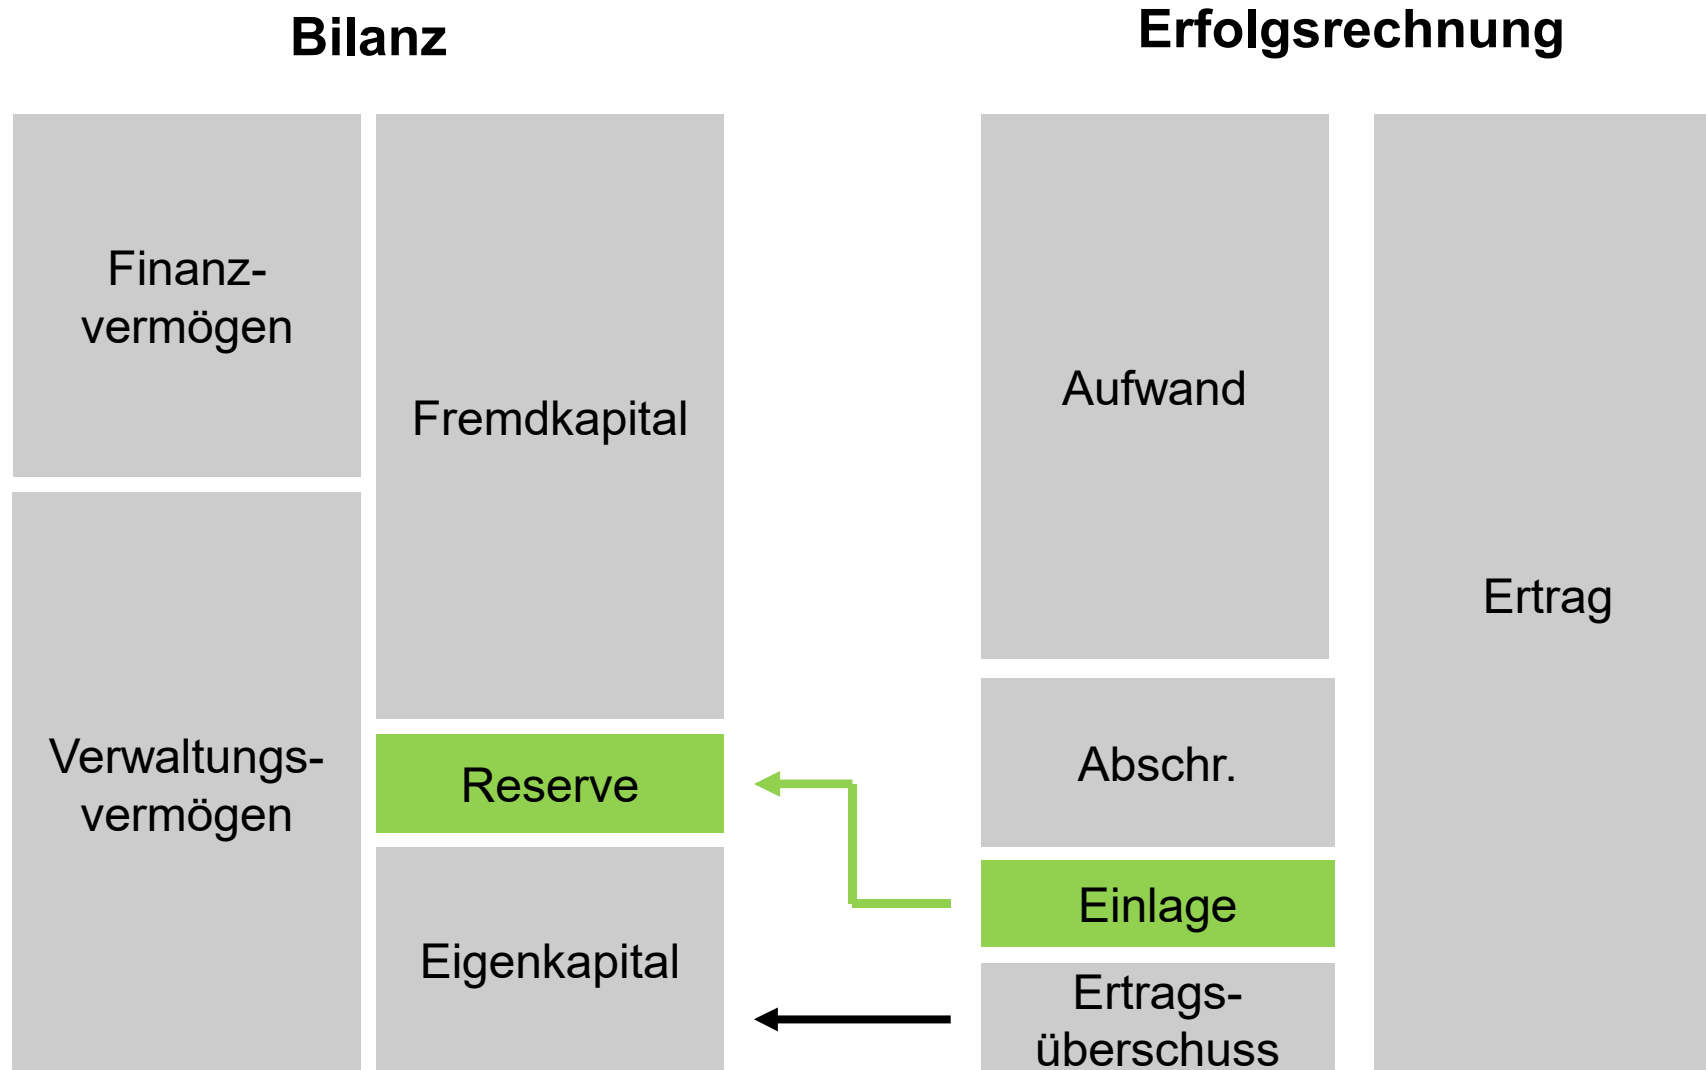 Bilanz
Finanz-
vermögen
Verwaltungs-
vermögen
Fremdkapital
Reserve
Eigenkapital
Erfolgsrechnung
Aufwand
Abschr.
Einlage
Ertrags-
überschuss
Ertrag